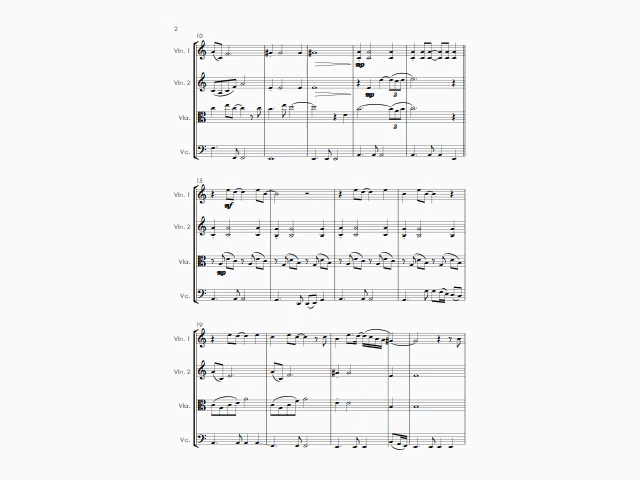 2
10
Vln. 1
mp
Vln. 2
mp
3
Vla.
3
Vc.
15
Vln. 1
mf
Vln. 2
Vla.
mp
Vc.
19
Vln. 1
Vln. 2
Vla.
Vc.